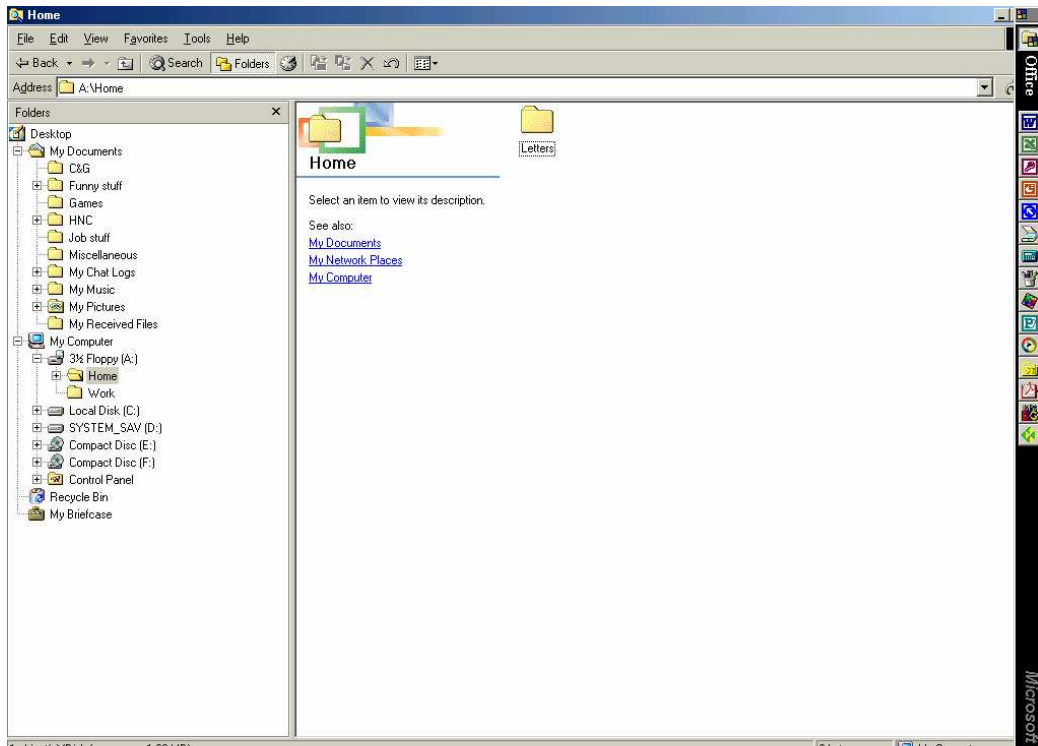 Home
File Edit View Favorites Tools Help
Back Search Folders
Address A:\Home
Folders
Desktop
My Documents
C&G
Funny stuff
Games
HNC
Job stuff
Miscellaneous
My Chat Logs
My Music
My Pictures
My Received Files
My Computer
3½ Floppy (A:)
Home
Work
Local Disk (C:)
SYSTEM_SAV (D:)
Compact Disc (E:)
Compact Disc (F:)
Control Panel
Recycle Bin
My Briefcase
Home
Select an item to view its description.
See also:
My Documents
My Network Places
My Computer
Letters
Office
Microsoft